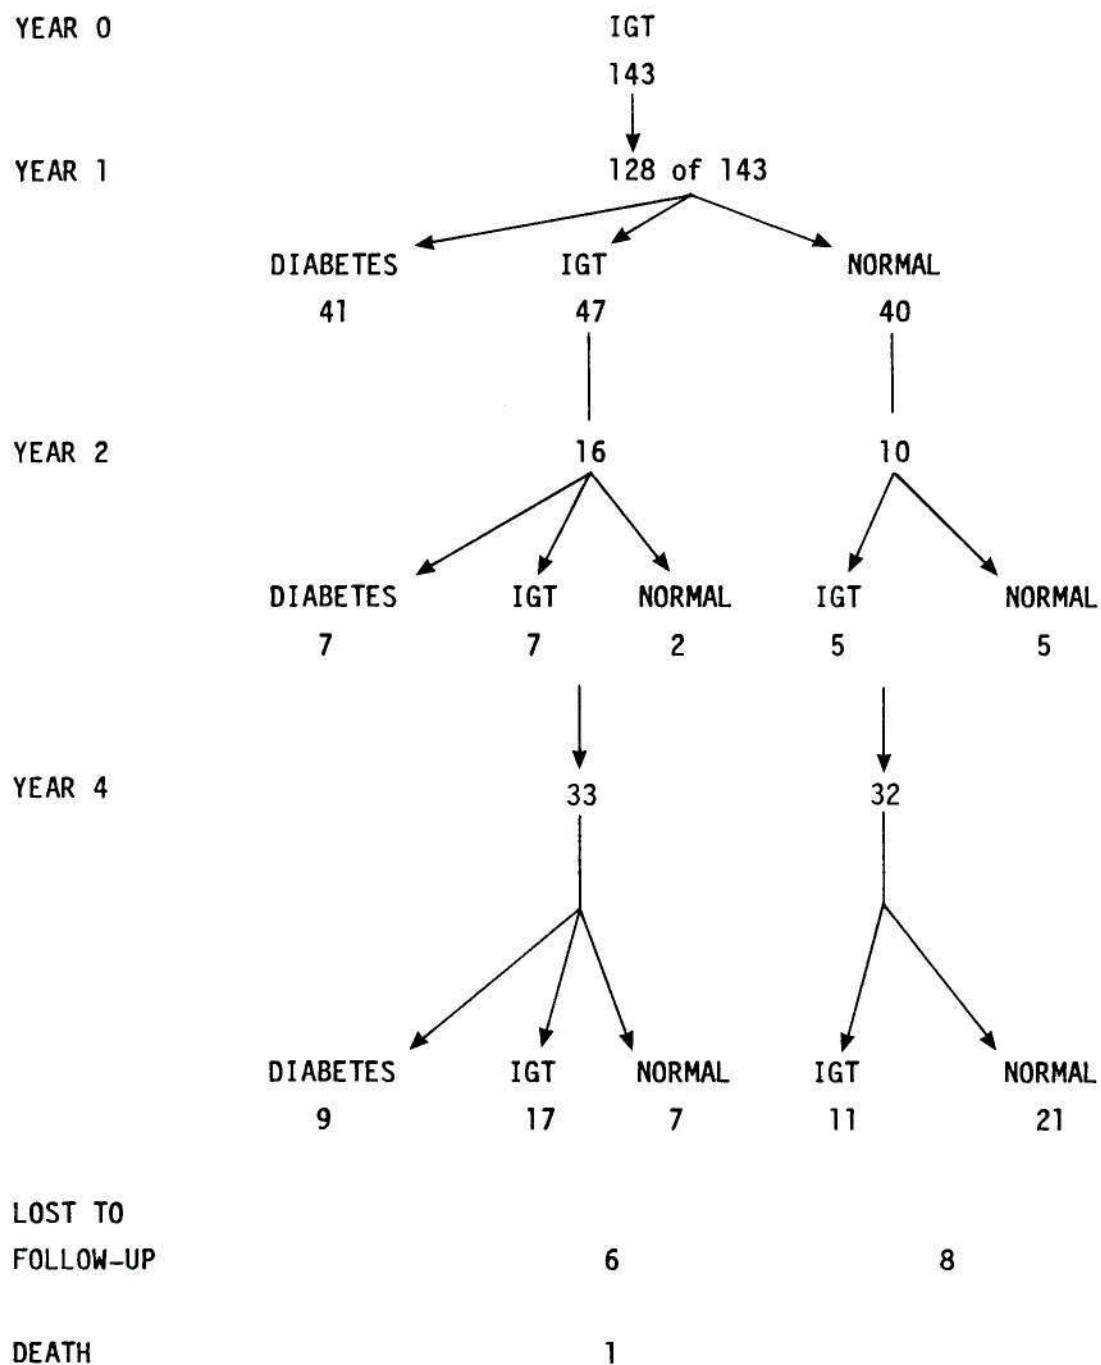 YEAR 0 IGT
143
YEAR 1 128 of 143
DIABETES IGT NORMAL
41 47 40
YEAR 2 16 10
DIABETES IGT NORMAL IGT NORMAL
7 7 2 5 5
YEAR 4 33 32
DIABETES IGT NORMAL IGT NORMAL
9 17 7 11 21
LOST TO
FOLLOW-UP 6 8
DEATH 1